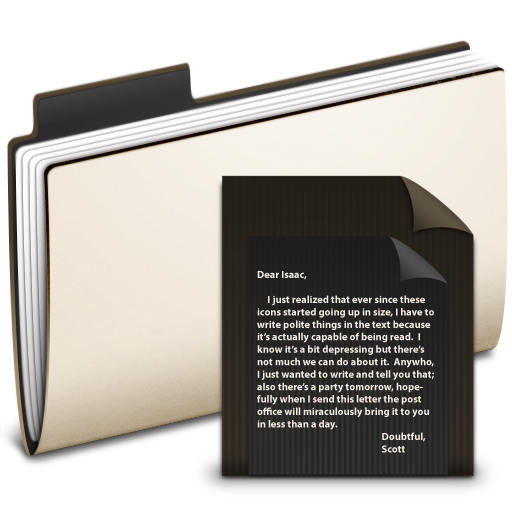 Dear Isaac,
I just realized that ever since these
icons started going up in size, I have to
write polite things in the text because
it's actually capable of being read.  I
know it's a bit depressing but there's
not much we can do about it.  Anywho,
I just wanted to write and tell you that;
also there's a party tomorrow, hope-
fully when I send this letter the post
office will miraculously bring it to you
in less than a day.
Doubtful,
Scott